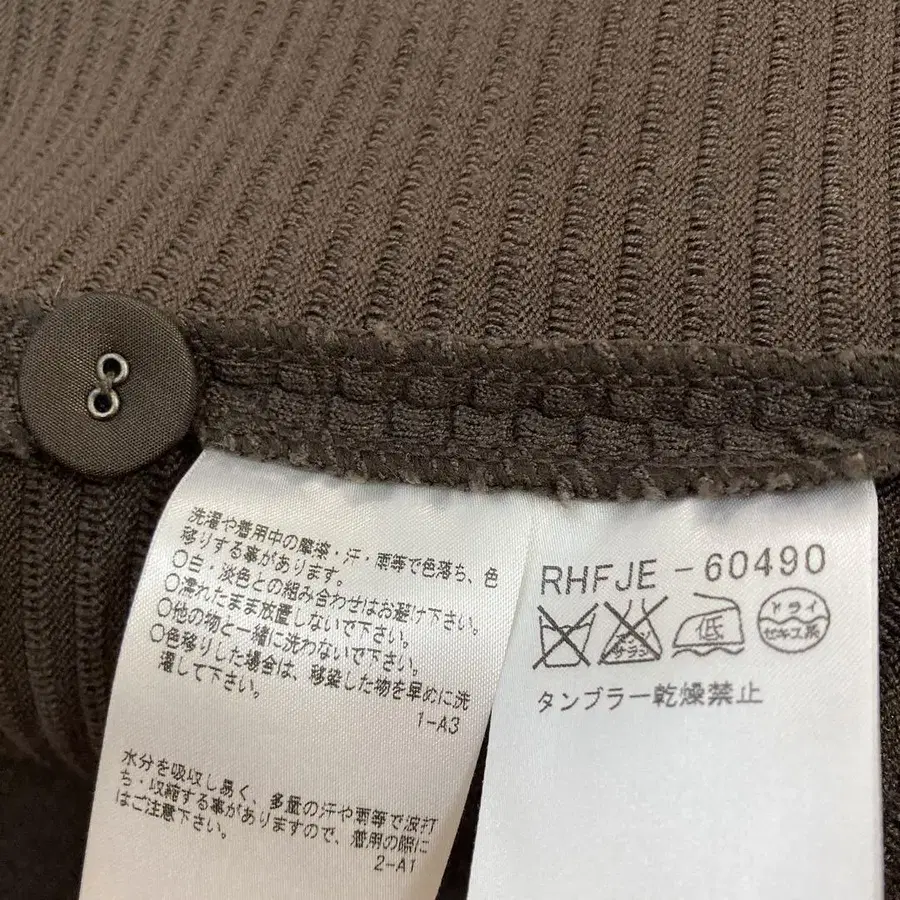 洗濯や着用中の摩擦・汗・雨等で色落ち、色
移りする事があります。
○白・淡色との組み合わせはお避け下さい。
○濡れたまま放置しないで下さい。
○他の物と一緒に洗わないで下さい。
○色移りした場合は、移染した物を早めに洗
濯して下さい。
1-A3
水分を吸収し易く、多量の汗や雨等で波打
ち・収縮する事がありますので、着用の際に
はご注意下さい。
2-A1
RHFJE-60490
エンソ
サラシ
低
ドライ
セキユ系
タンブラー乾燥禁止